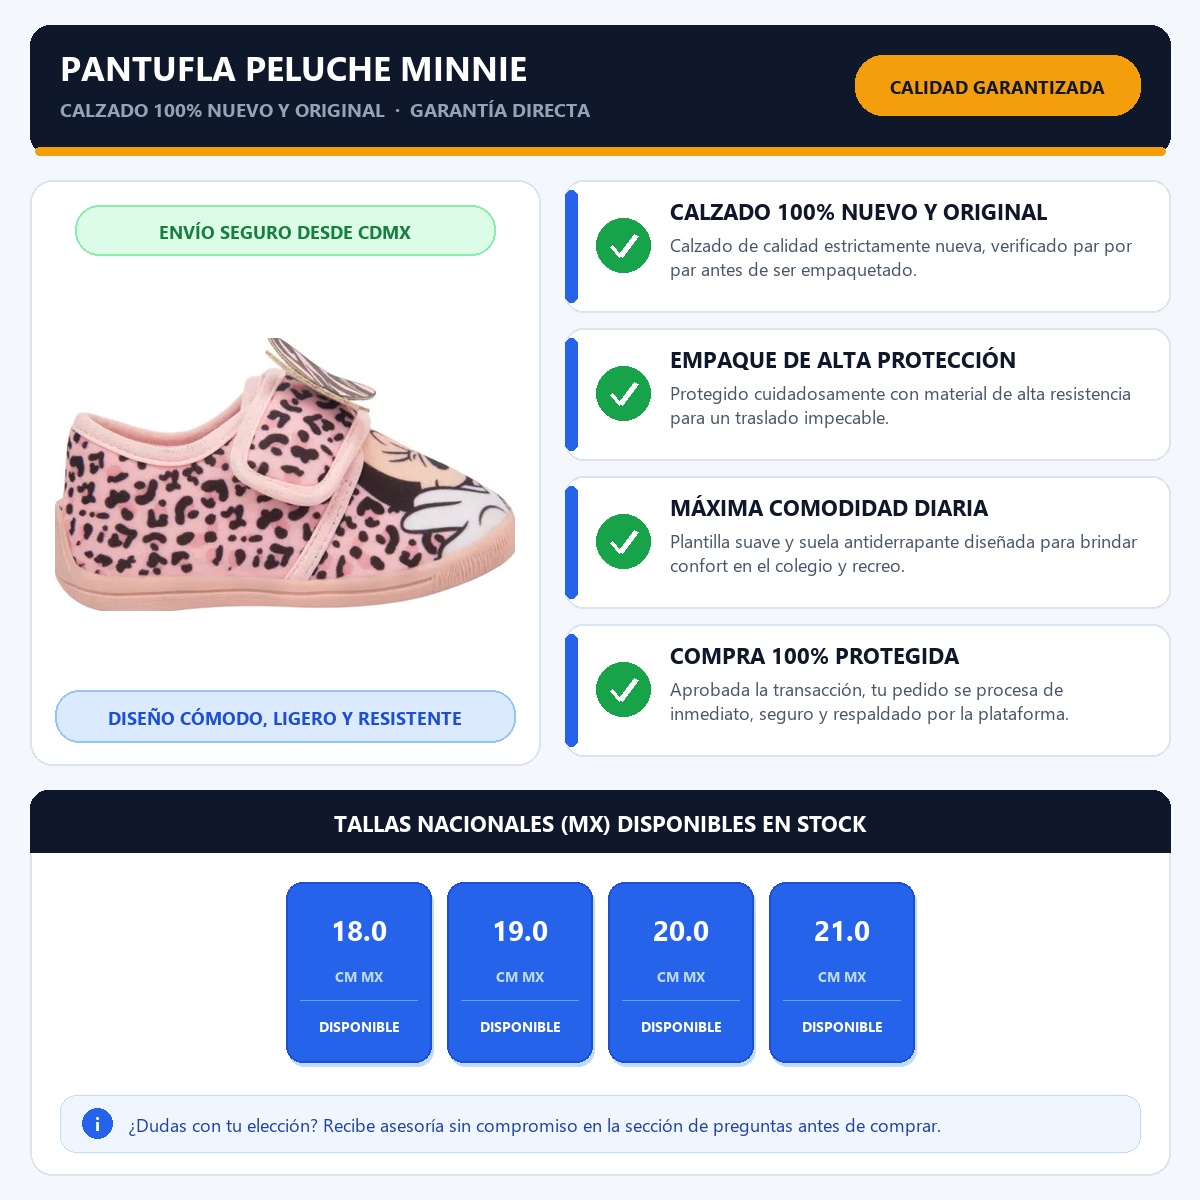 PANTUFLA PELUCHE MINNIE
CALZADO 100% NUEVO Y ORIGINAL · GARANTÍA DIRECTA
CALIDAD GARANTIZADA
ENVÍO SEGURO DESDE CDMX
DISEÑO CÓMODO, LIGERO Y RESISTENTE
CALZADO 100% NUEVO Y ORIGINAL
Calzado de calidad estrictamente nueva, verificado par por
par antes de ser empaquetado.
EMPAQUE DE ALTA PROTECCIÓN
Protegido cuidadosamente con material de alta resistencia
para un traslado impecable.
MÁXIMA COMODIDAD DIARIA
Plantilla suave y suela antiderrapante diseñada para brindar
confort en el colegio y recreo.
COMPRA 100% PROTEGIDA
Aprobada la transacción, tu pedido se procesa de
inmediato, seguro y respaldado por la plataforma.
TALLAS NACIONALES (MX) DISPONIBLES EN STOCK
18.0
CM MX
DISPONIBLE
19.0
CM MX
DISPONIBLE
20.0
CM MX
DISPONIBLE
21.0
CM MX
DISPONIBLE
¿Dudas con tu elección? Recibe asesoría sin compromiso en la sección de preguntas antes de comprar.